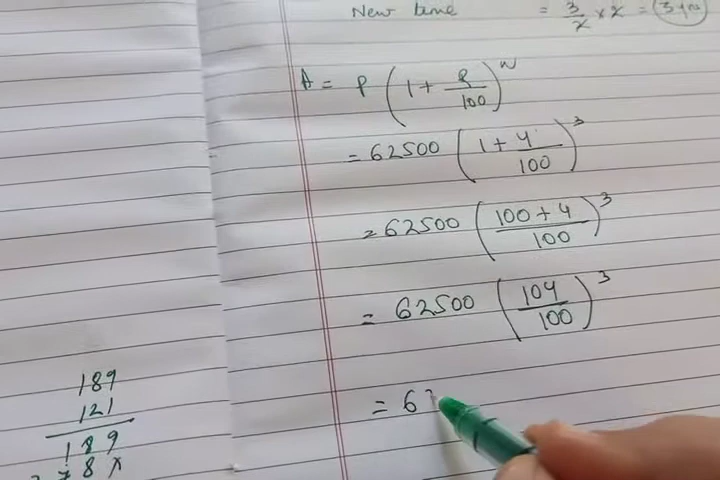 New time = 3/x × x = 3 yrs
A = P (1 + R/100)^N
= 62500 (1 + 4/100)^3
= 62500 (100 + 4/100)^3
= 62500 (104/100)^3
= 6
189
121
189